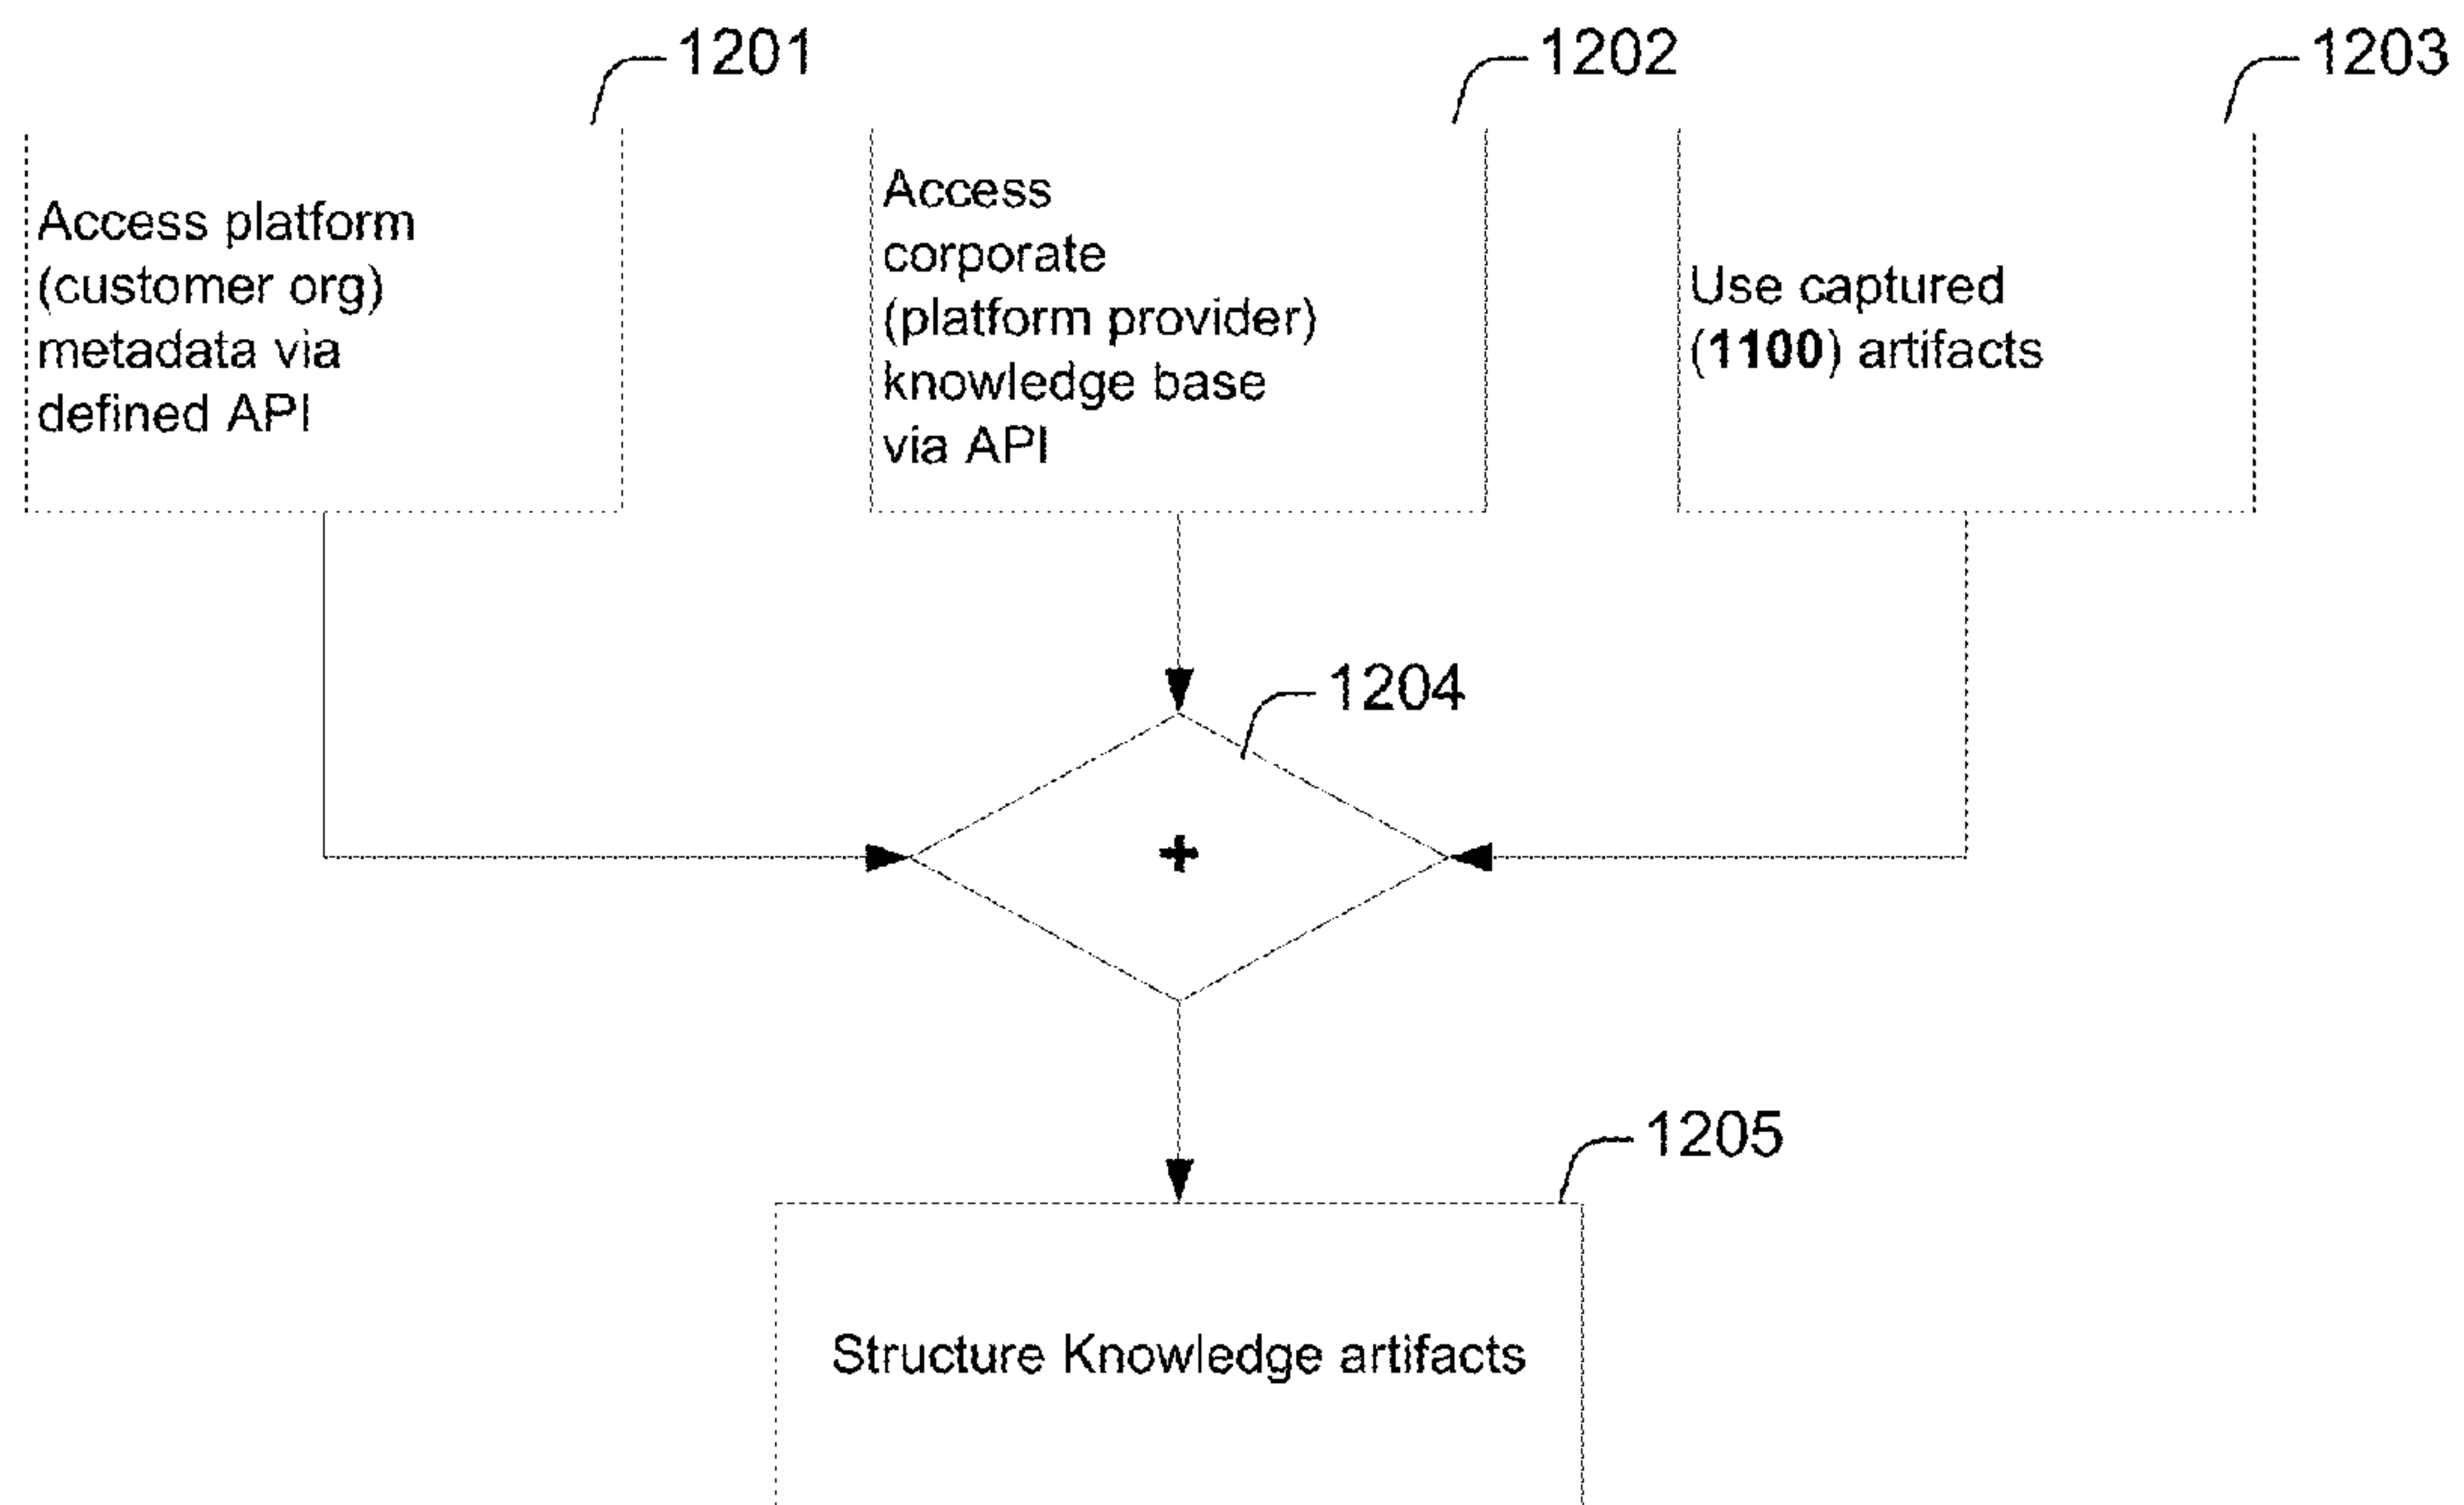 1201
1202
1203
Access platform
(customer org)
metadata via
defined API
Access
corporate
(platform provider)
knowledge base
via API
Use captured
(1100) artifacts
1204
+
1205
Structure Knowledge artifacts